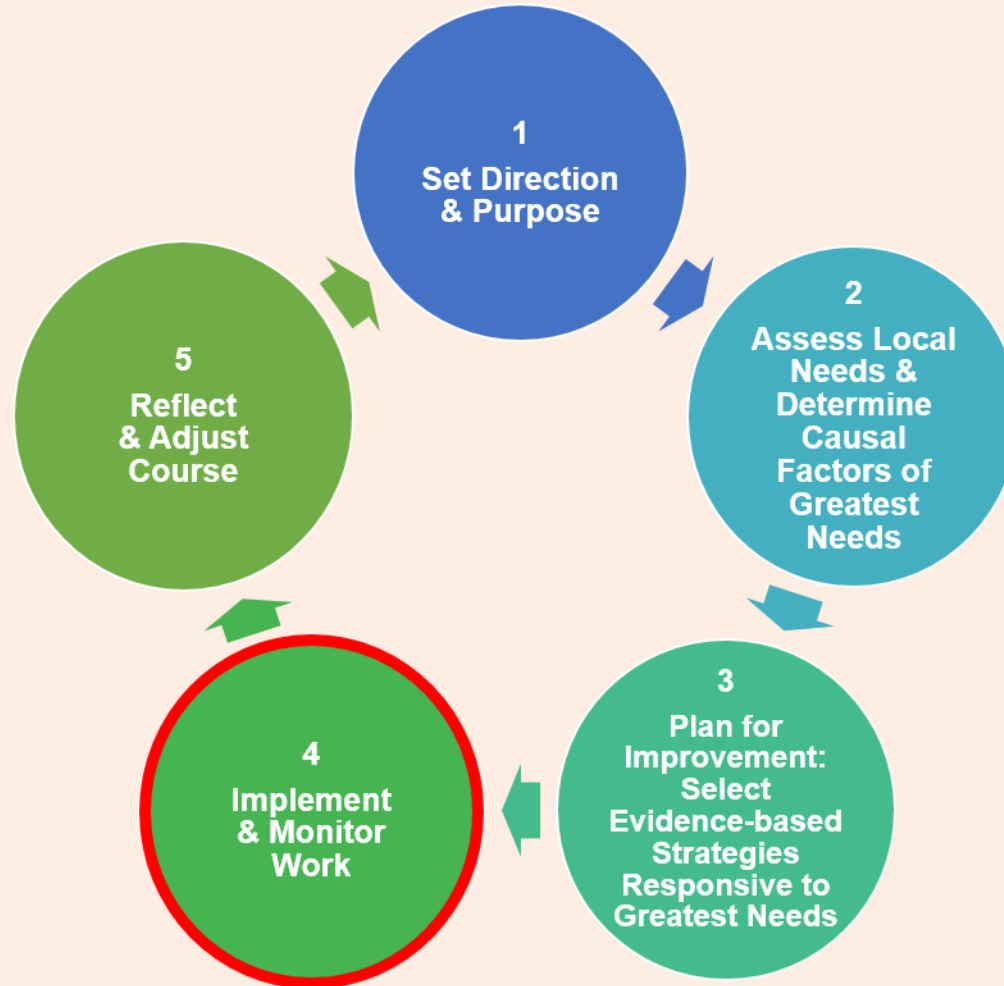 1
Set Direction
& Purpose
2
Assess Local
Needs &
Determine
Causal
Factors of
Greatest
Needs
3
Plan for
Improvement:
Select
Evidence-based
Strategies
Responsive to
Greatest Needs
4
Implement
& Monitor
Work
5
Reflect
& Adjust
Course